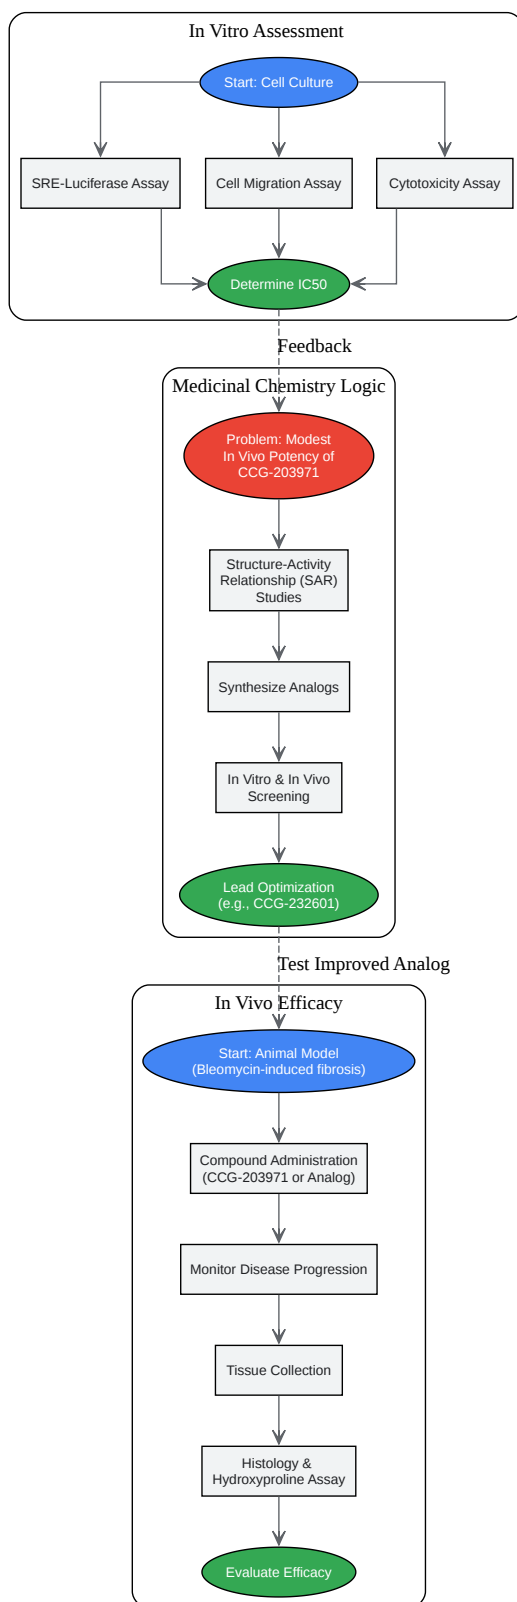 In Vitro Assessment
Start: Cell Culture
SRE-Luciferase Assay
Cell Migration Assay
Cytotoxicity Assay
Determine IC50
Feedback
Medicinal Chemistry Logic
Problem: Modest
In Vivo Potency of
CCG-203971
Structure-Activity
Relationship (SAR)
Studies
Synthesize Analogs
In Vitro & In Vivo
Screening
Lead Optimization
(e.g., CCG-232601)
Test Improved Analog
In Vivo Efficacy
Start: Animal Model
(Bleomycin-induced fibrosis)
Compound Administration
(CCG-203971 or Analog)
Monitor Disease Progression
Tissue Collection
Histology &
Hydroxyproline Assay
Evaluate Efficacy